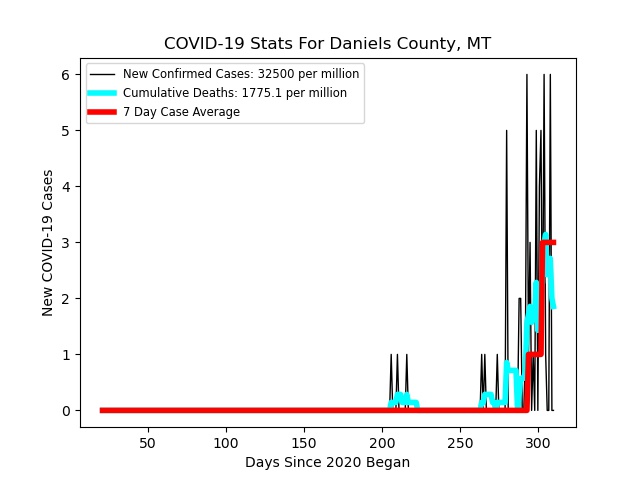 COVID-19 Stats For Daniels County, MT
New Confirmed Cases: 32500 per million
Cumulative Deaths: 1775.1 per million
7 Day Case Average
New COVID-19 Cases
6
5
4
3
2
1
0
50 100 150 200 250 300
Days Since 2020 Began